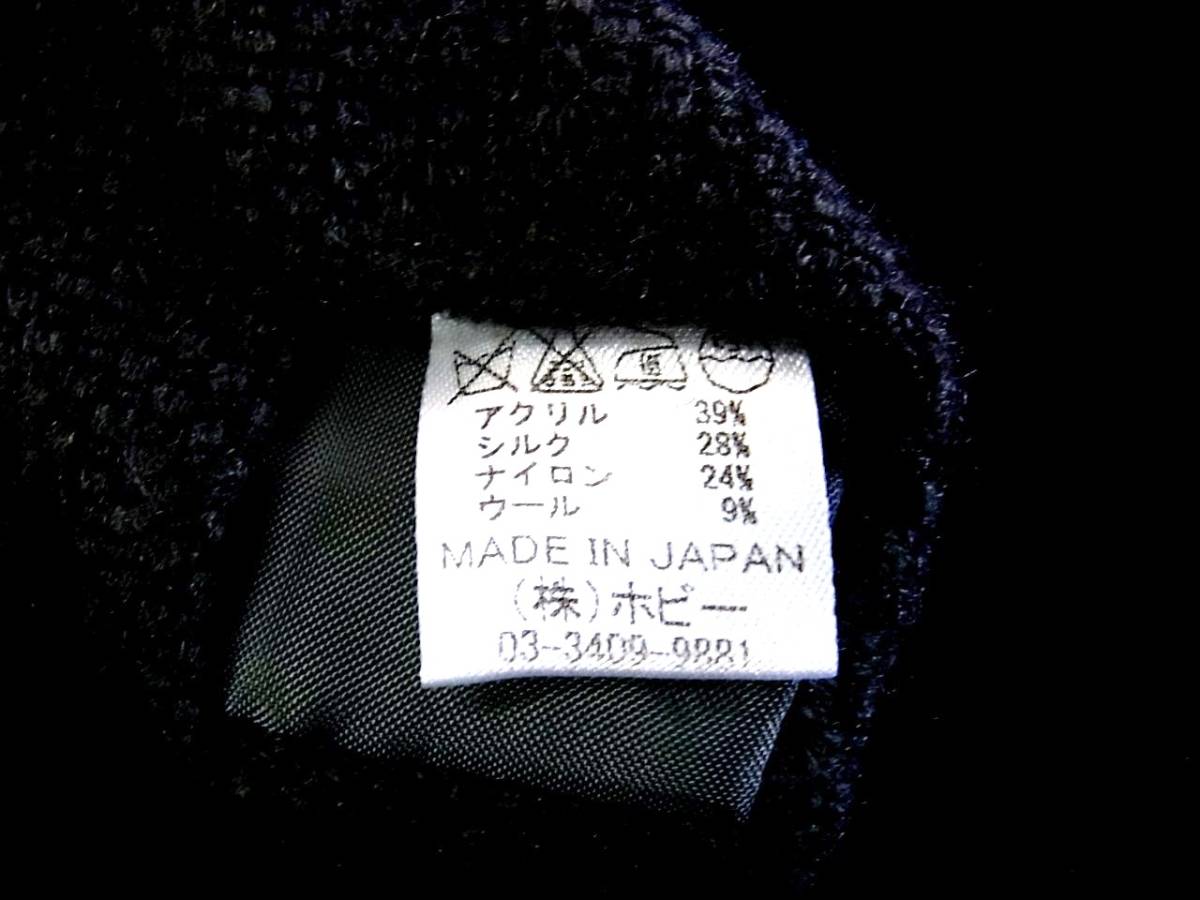 アクリル 39%
シルク 28%
ナイロン 24%
ウール 9%
MADE IN JAPAN
(株)ホピー
03-3409-9881